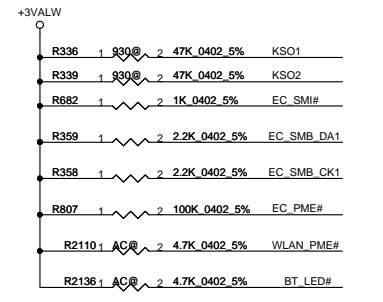 +3VALW
R336 1 930@ 2 47K_0402_5% KSO1
R339 1 930@ 2 47K_0402_5% KSO2
R682 1 2 1K_0402_5% EC_SMI#
R359 1 2 2.2K_0402_5% EC_SMB_DA1
R358 1 2 2.2K_0402_5% EC_SMB_CK1
R807 1 2 100K_0402_5% EC_PME#
R2110 1 AC@ 2 4.7K_0402_5% WLAN_PME#
R2136 1 AC@ 2 4.7K_0402_5% BT_LED#